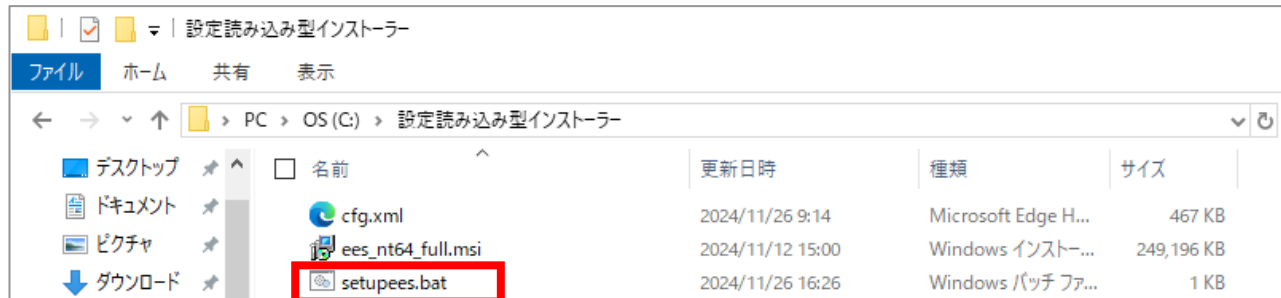 設定読み込み型インストーラー
ファイル ホーム 共有 表示
PC › OS (C:) › 設定読み込み型インストーラー
デスクトップ 名前 更新日時 種類 サイズ
ドキュメント cfg.xml 2024/11/26 9:14 Microsoft Edge H... 467 KB
ピクチャ ees_nt64_full.msi 2024/11/12 15:00 Windows インストー... 249,196 KB
ダウンロード setupees.bat 2024/11/26 16:26 Windows バッチ ファ... 1 KB